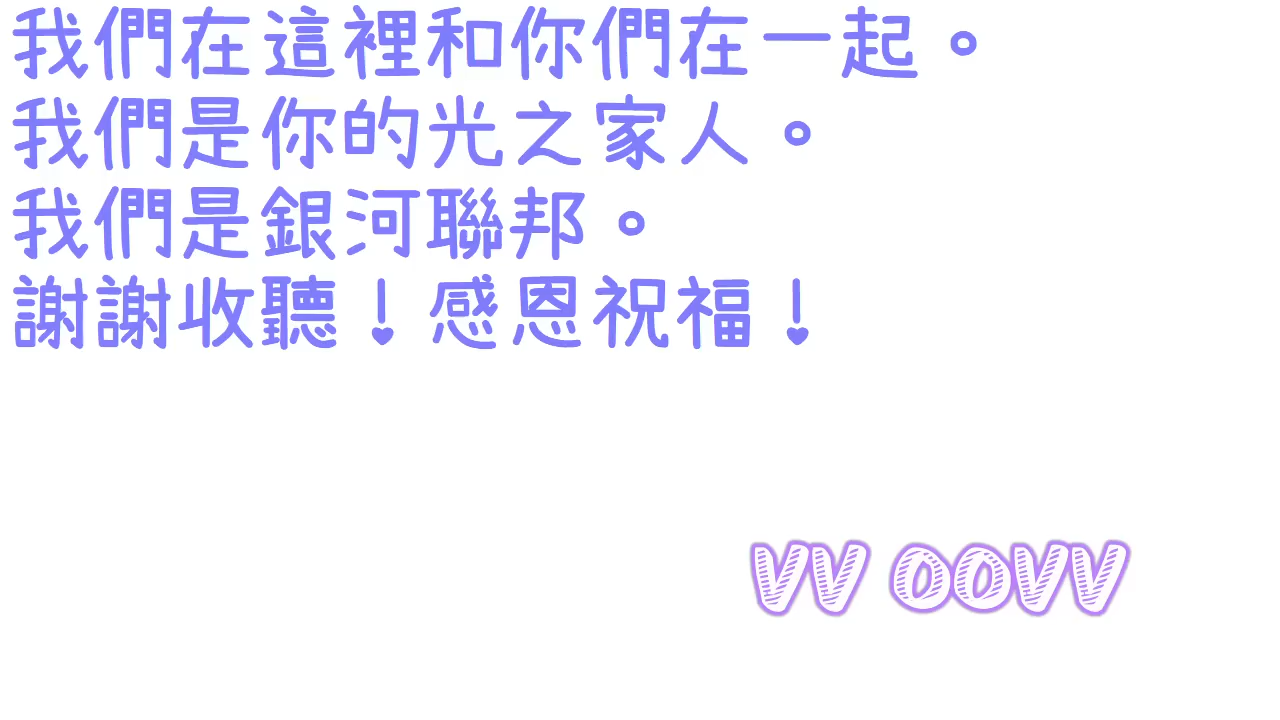 我們在這裡和你們在一起。
我們是你的光之家人。
我們是銀河聯邦。
謝謝收聽！感恩祝福！
VV OOVV